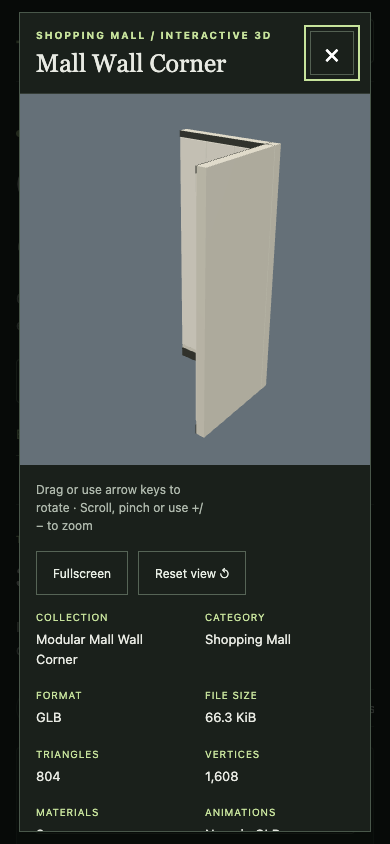 SHOPPING MALL / INTERACTIVE 3D
Mall Wall Corner
×
Drag or use arrow keys to
rotate · Scroll, pinch or use +/
− to zoom
Fullscreen
Reset view ↺
COLLECTION
Modular Mall Wall
Corner
CATEGORY
Shopping Mall
FORMAT
GLB
FILE SIZE
66.3 KiB
TRIANGLES
804
VERTICES
1,608
MATERIALS
ANIMATIONS